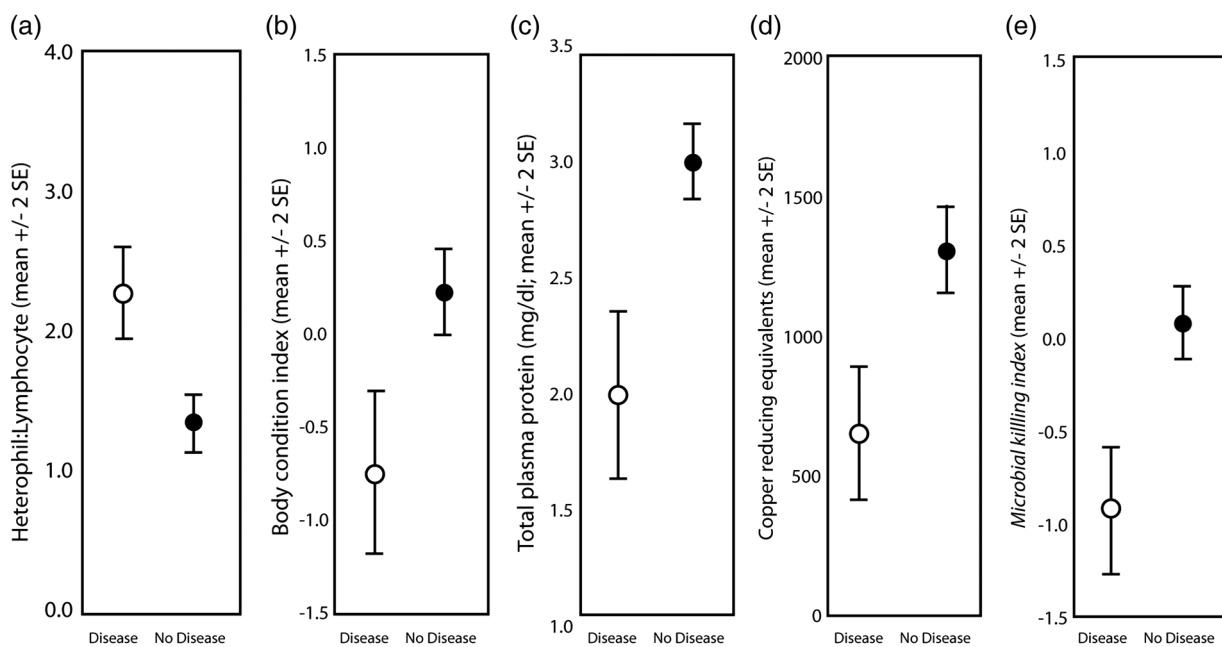 (a)
Heterophil:Lymphocyte (mean +/- 2 SE)
4.0
3.0
2.0
1.0
0.0
Disease No Disease
(b)
Body condition index (mean +/- 2 SE)
1.5
1.0
0.5
0.0
-0.5
-1.0
-1.5
Disease No Disease
(c)
Total plasma protein (mg/dl; mean +/- 2 SE)
3.5
3.0
2.5
2.0
1.5
1.0
Disease No Disease
(d)
Copper reducing equivalents (mean +/- 2 SE)
2000
1500
1000
500
0
Disease No Disease
(e)
Microbial killling index (mean +/- 2 SE)
1.5
1.0
0.5
0.0
-0.5
-1.0
-1.5
Disease No Disease